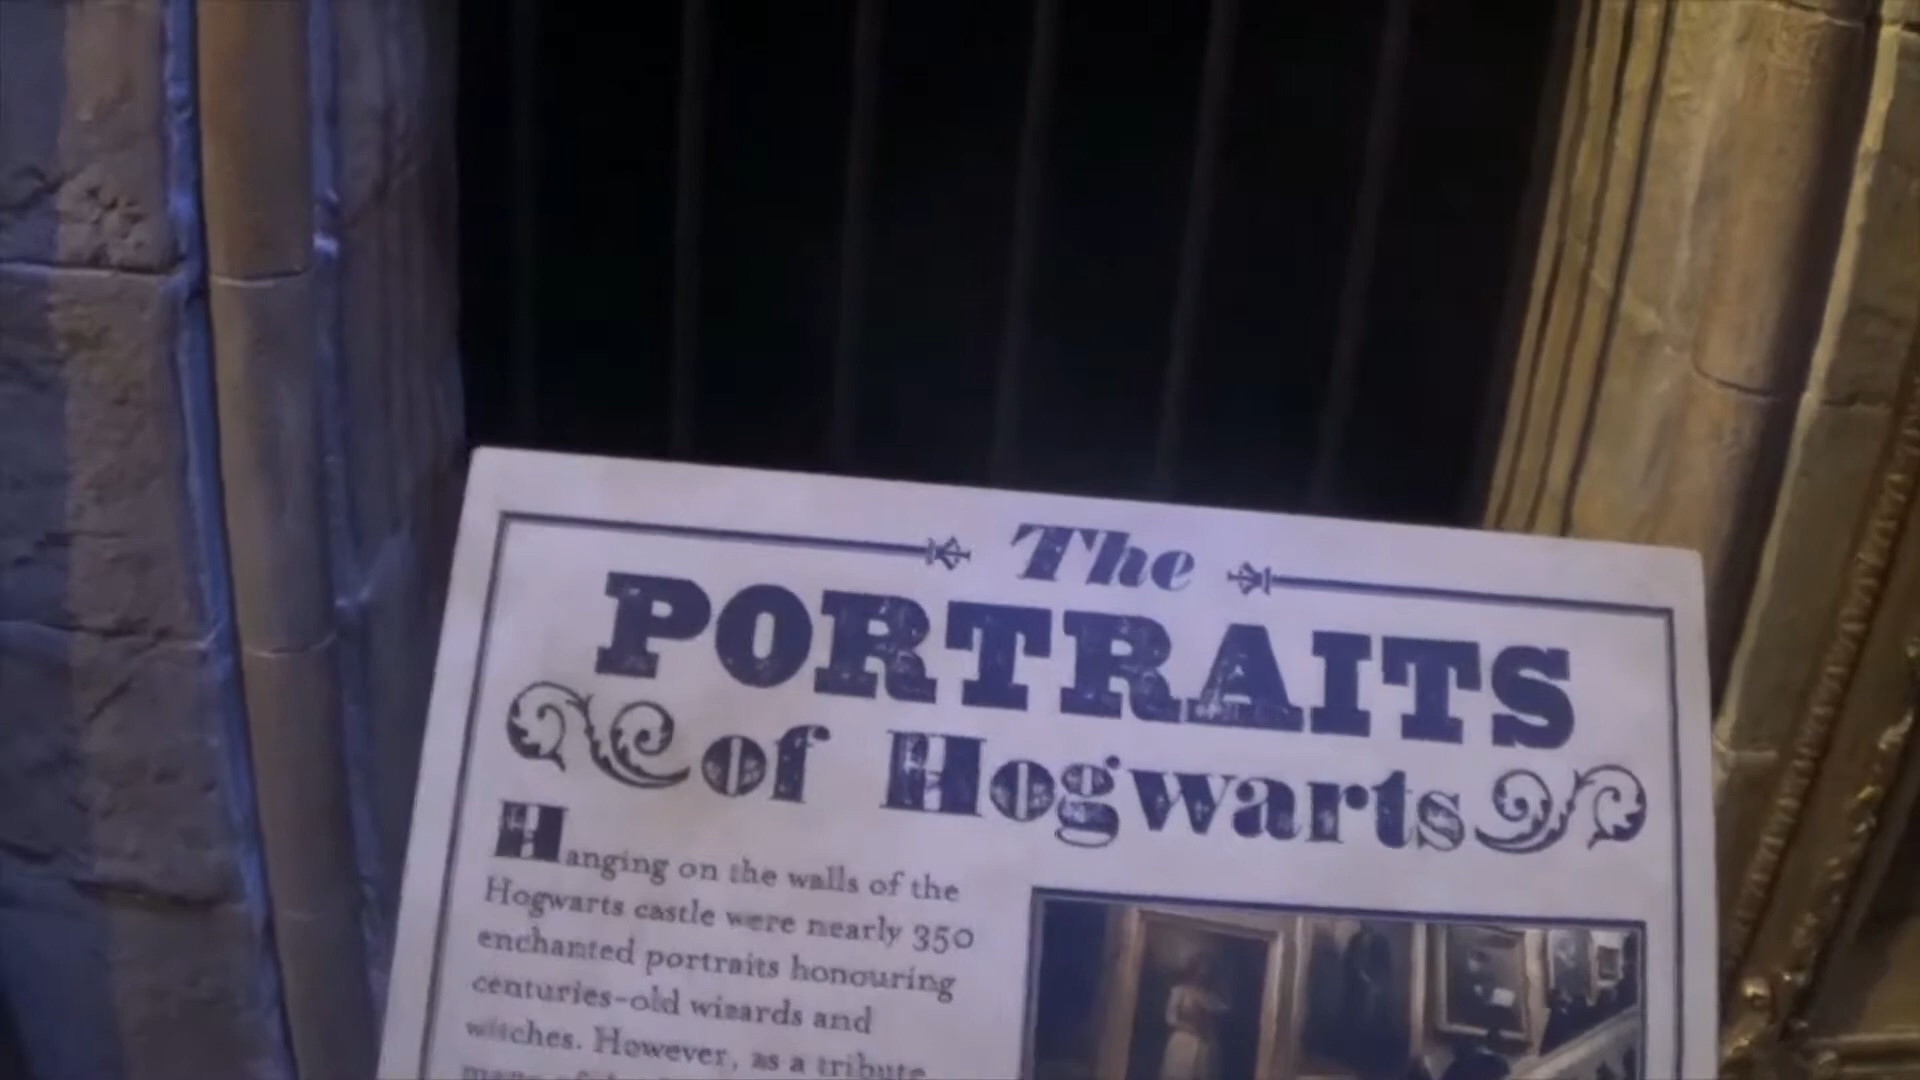 The
PORTRAITS
of Hogwarts
Hanging on the walls of the
Hogwarts castle were nearly 350
enchanted portraits honouring
centuries-old wizards and
witches. However, as a tribute